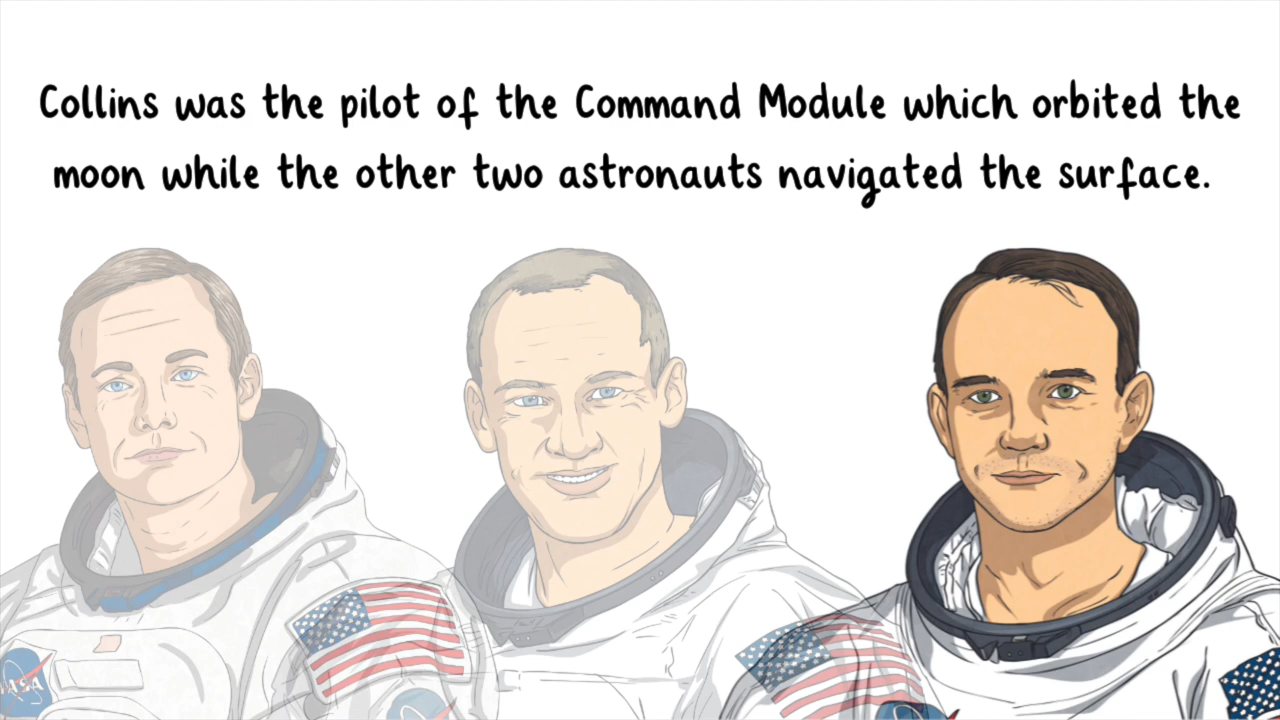 Collins was the pilot of the Command Module which orbited the
moon while the other two astronauts navigated the surface.
NASA